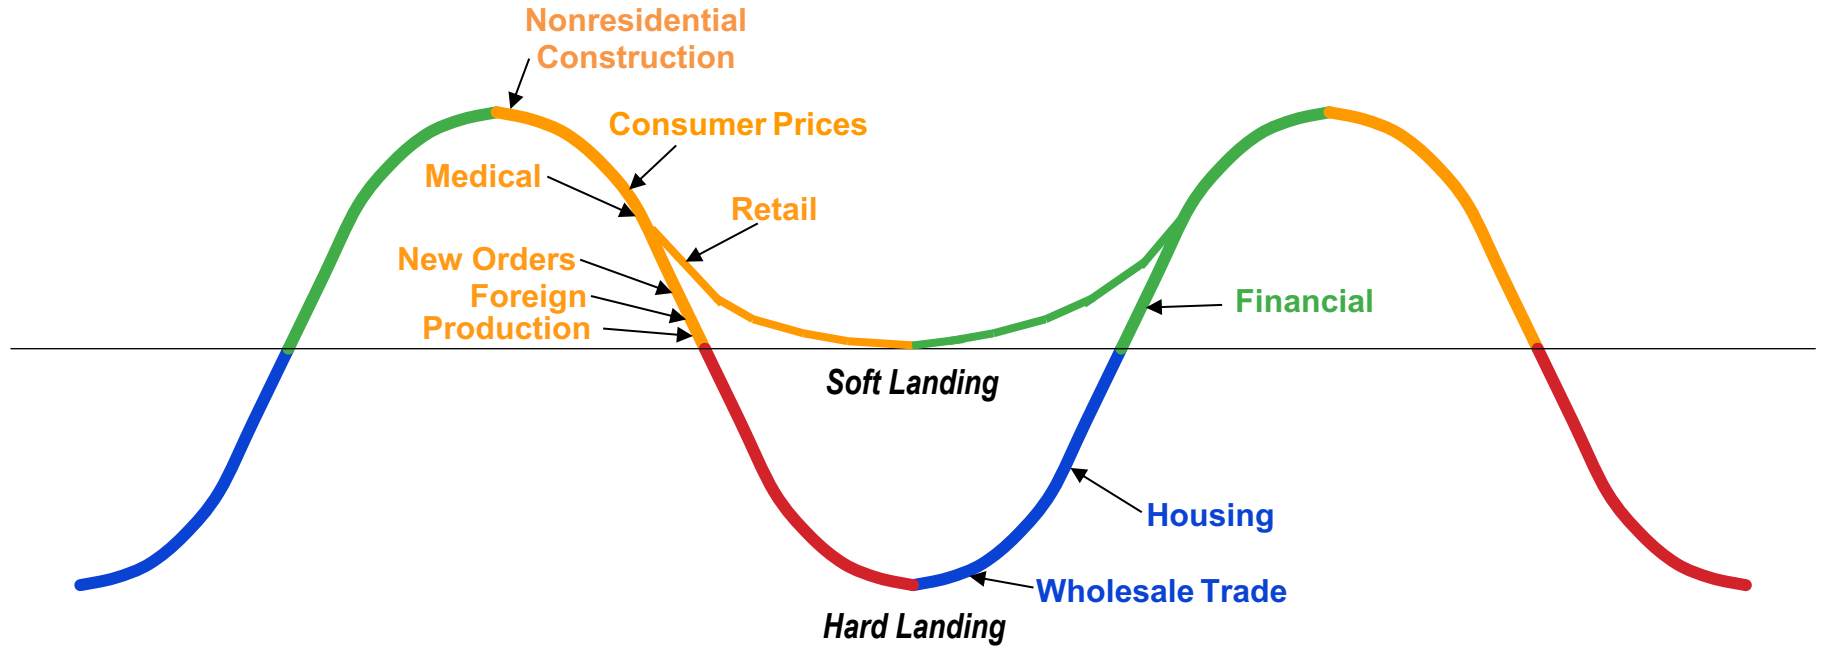 Nonresidential
Construction
Consumer Prices
Medical
Retail
New Orders
Foreign
Production
Financial
Soft Landing
Housing
Wholesale Trade
Hard Landing